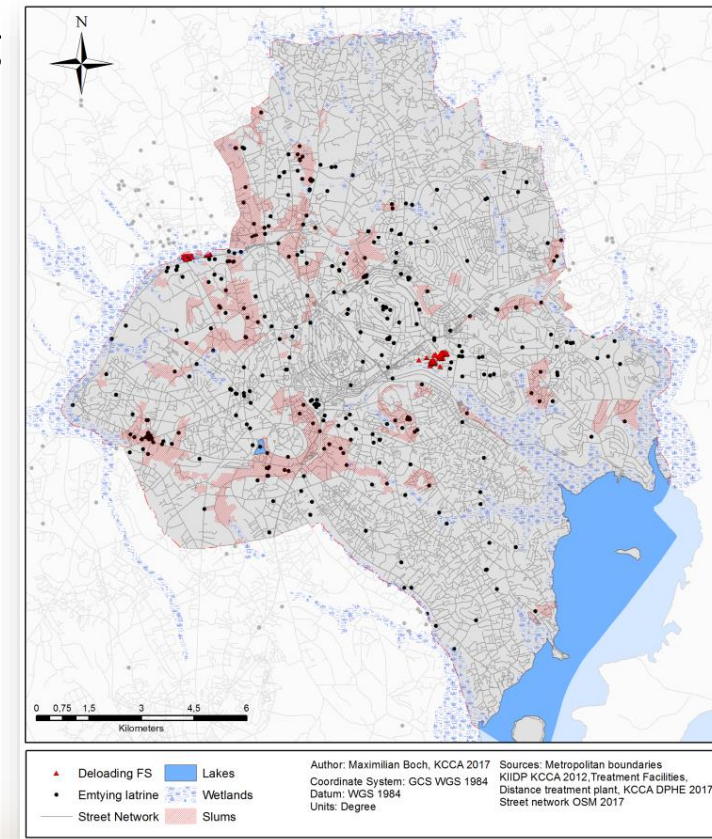 N
0 0,75 1,5 3 4,5 6
Kilometers
Deloading FS
Emtying latrine
Street Network
Lakes
Wetlands
Slums
Author: Maximilian Boch, KCCA 2017
Coordinate System: GCS WGS 1984
Datum: WGS 1984
Units: Degree
Sources: Metropolitan boundaries
KIIDP KCCA 2012,Treatment Facilities,
Distance treatment plant, KCCA DPHE 2017
Street network OSM 2017